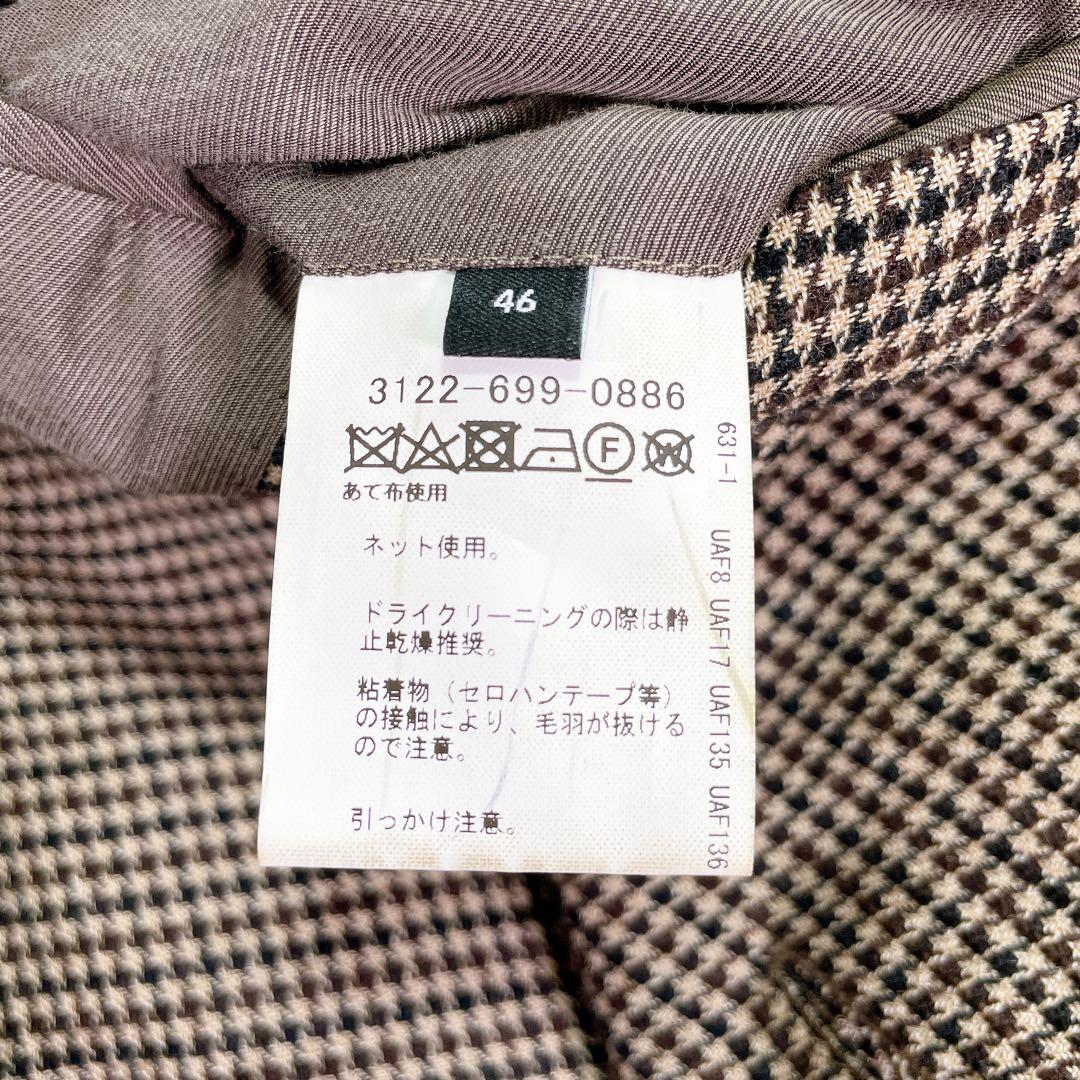 46
3122-699-0886
F W
あて布使用
ネット使用。
ドライクリーニングの際は静
止乾燥推奨。
粘着物(セロハンテープ等)
の接触により、毛羽が抜ける
ので注意。
引っかけ注意。
631-1 UAF8 UAF17 UAF135 UAF136